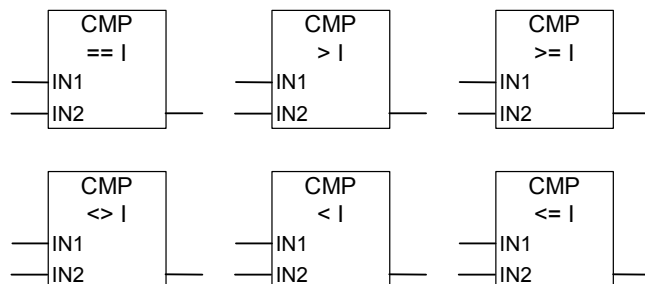 CMP
== I
IN1
IN2
CMP
> I
IN1
IN2
CMP
>= I
IN1
IN2
CMP
<> I
IN1
IN2
CMP
< I
IN1
IN2
CMP
<= I
IN1
IN2